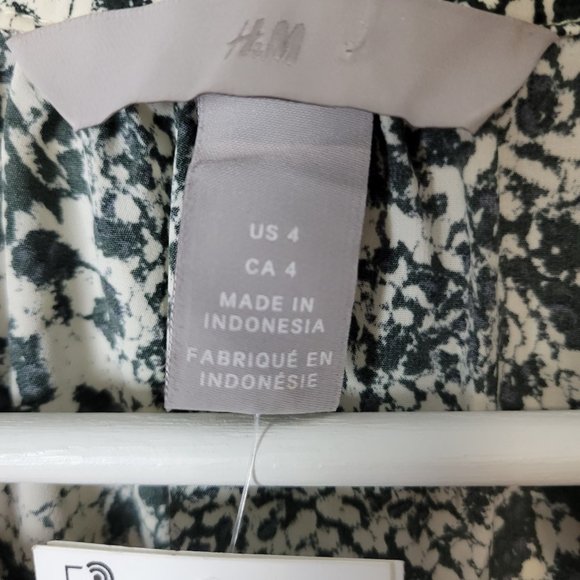 H&M
US 4
CA 4
MADE IN
INDONESIA
FABRIQUÉ EN
INDONÉSIE